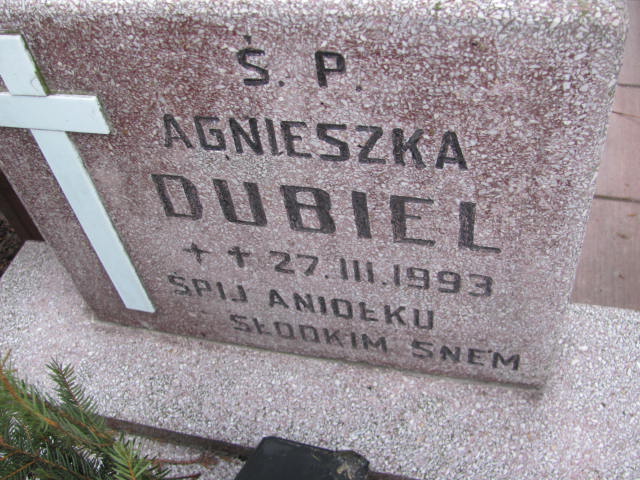 Ś. P.
AGNIESZKA
DUBIEL
++ 27. III. 1993
ŚPIJ ANIOŁKU
SŁODKIM SNEM